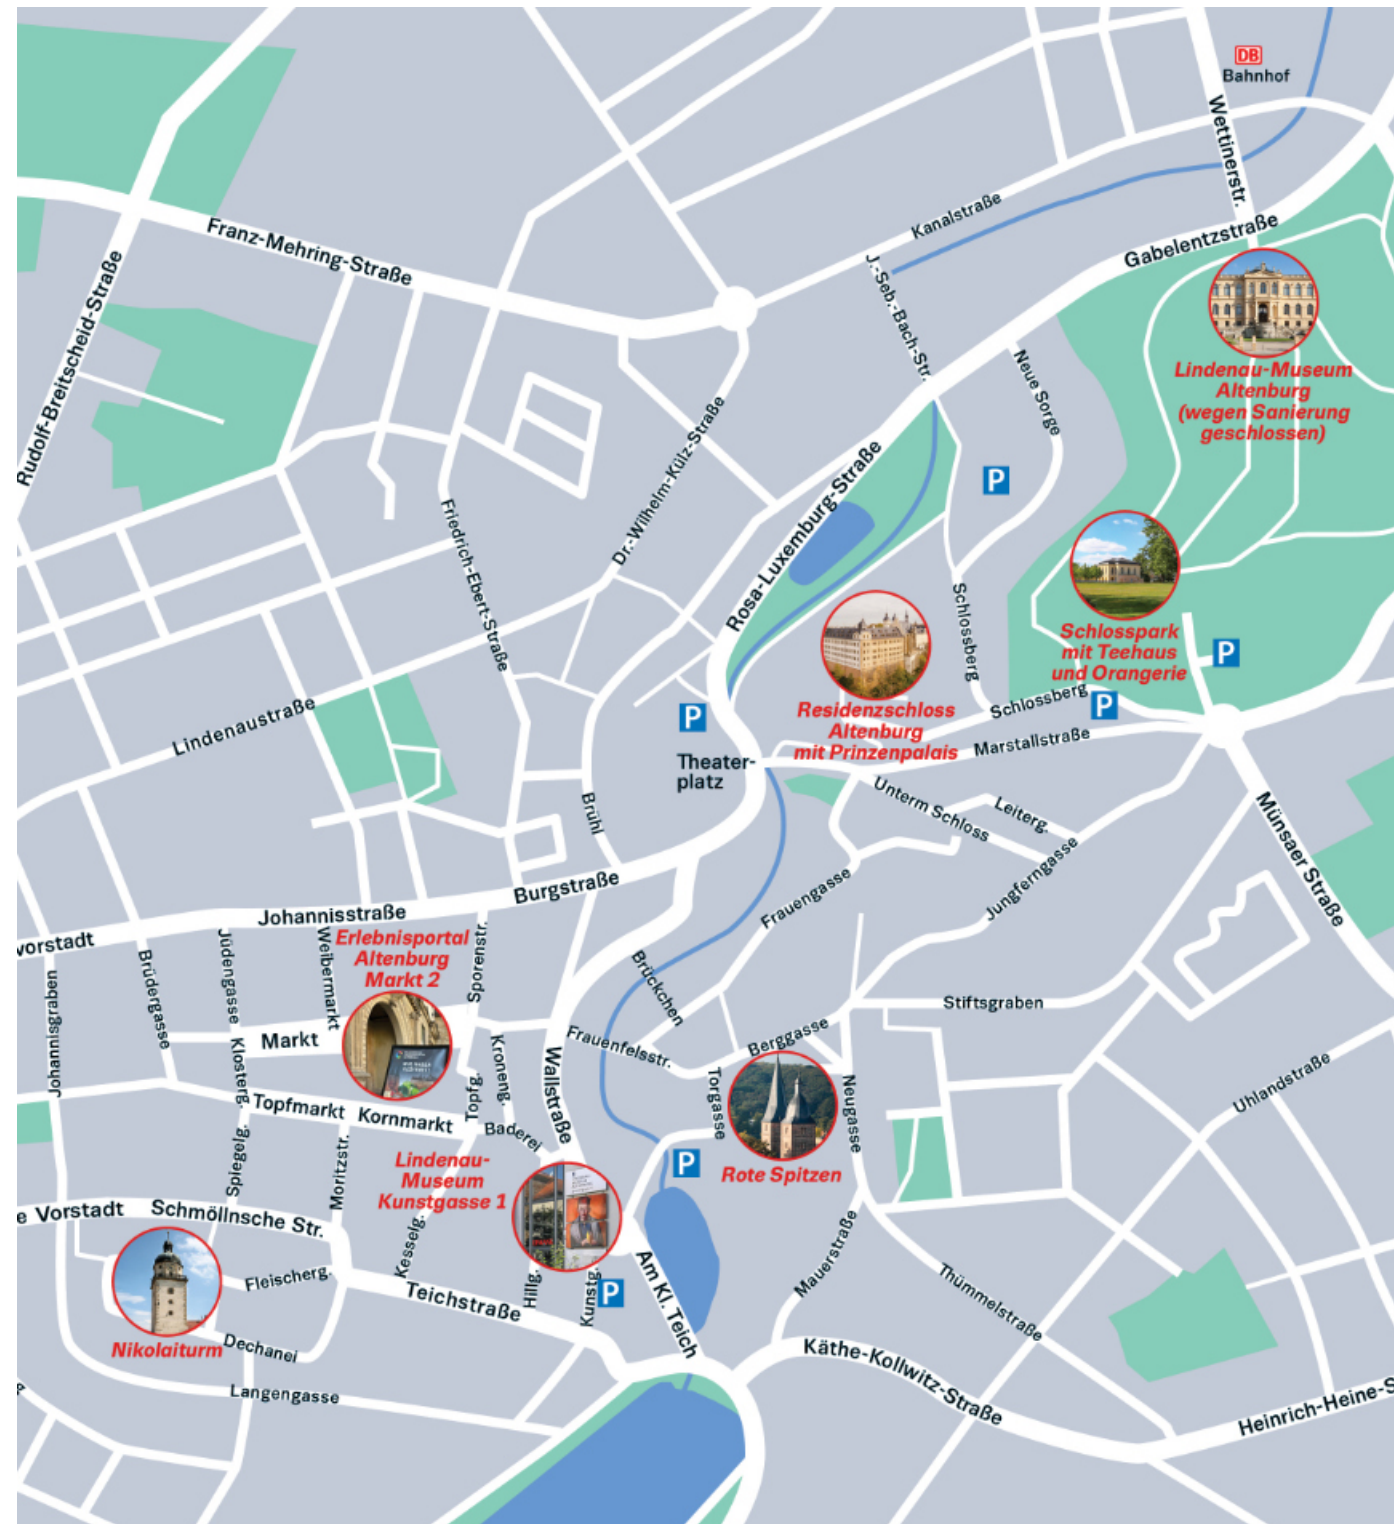 DB
Bahnhof
Wettinerstr.
Kanalstraße
Gabelentzstraße
Franz-Mehring-Straße
Rudolf-Breitscheid-Straße
J.-Seb.-Bach-Str.
Neue Sorge
Lindenau-Museum
Altenburg
(wegen Sanierung
geschlossen)
Dr.-Wilhelm-Külz-Straße
Rosa-Luxemburg-Straße
P
Friedrich-Ebert-Straße
Schlossberg
Schlosspark
mit Teehaus
und Orangerie
P
Residenzschloss
Altenburg
mit Prinzenpalais
Schlossberg
P
P
Lindenaustraße
Theater-
platz
Marstallstraße
Unterm Schloss
Leiterg.
Münsaer Straße
Brühl
Jungferngasse
Frauengasse
Burgstraße
Johannisstraße
vorstadt
Erlebnisportal
Altenburg
Markt 2
Johannisgraben
Brüdergasse
Jüdengasse
Weibermarkt
Sporenstr.
Brückchen
Stiftsgraben
Markt
Klosterg.
Kroneng.
Wallstraße
Frauenfelsstr.
Berggasse
Torgasse
Neugasse
Uhlandstraße
Topfmarkt
Kornmarkt
Topfg.
Baderei
Spiegelg.
Moritzstr.
Lindenau-
Museum
Kunstgasse 1
P
Rote Spitzen
e Vorstadt
Schmöllnsche Str.
Kesselg.
Fleischerg.
Hillg.
Kunstg.
P
Am Kl. Teich
Mauerstraße
Thümmelstraße
Teichstraße
Nikolaiturm
Dechanei
Langengasse
Käthe-Kollwitz-Straße
Heinrich-Heine-S